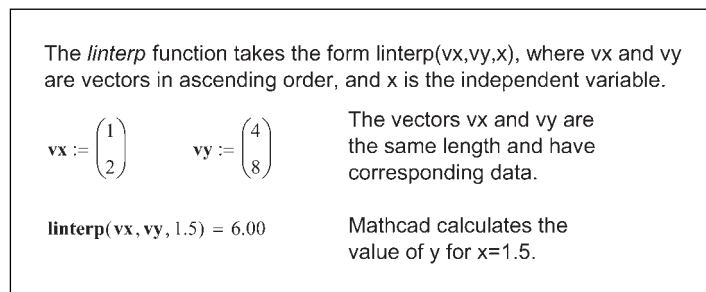 The linterp function takes the form linterp(vx,vy,x), where vx and vy
are vectors in ascending order, and x is the independent variable.
vx := (1 2) vy := (4 8)
The vectors vx and vy are
the same length and have
corresponding data.
linterp(vx, vy, 1.5) = 6.00
Mathcad calculates the
value of y for x=1.5.